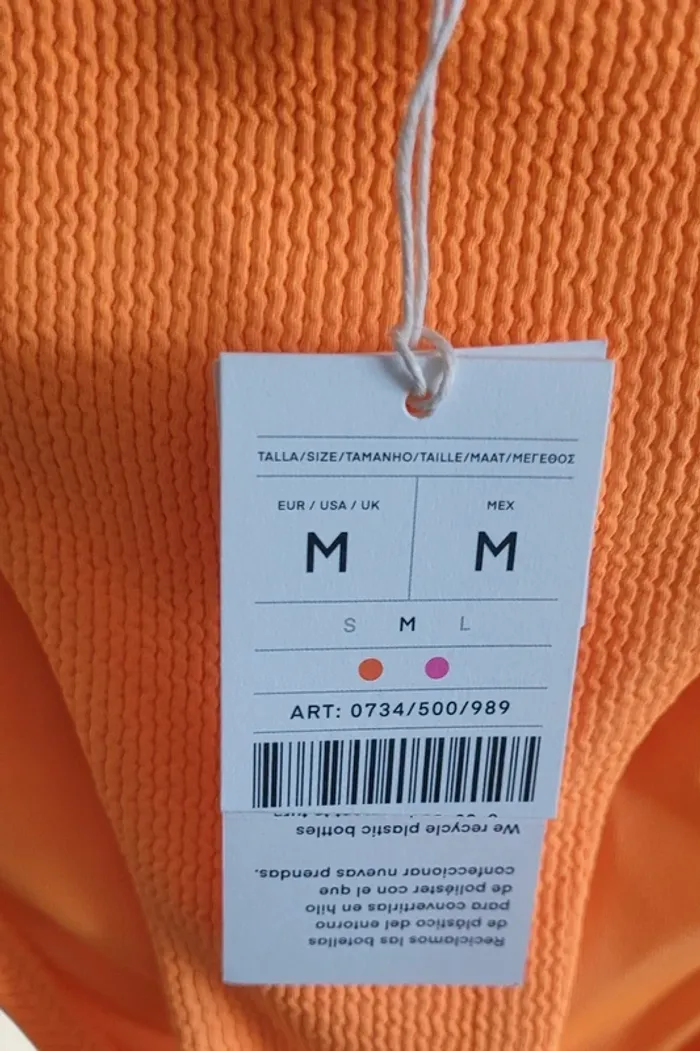 TALLA/SIZE/TAMANHO/TAILLE/MAAT/ΜΕΓΕΘΟΣ
EUR / USA / UK
MEX
M
M
S M L
ART: 0734/500/989
Reciclamos las botellas
de plástico del entorno
para convertirlas en hilo
de poliéster con el que
confeccionar nuevas prendas.
We recycle plastic bottles